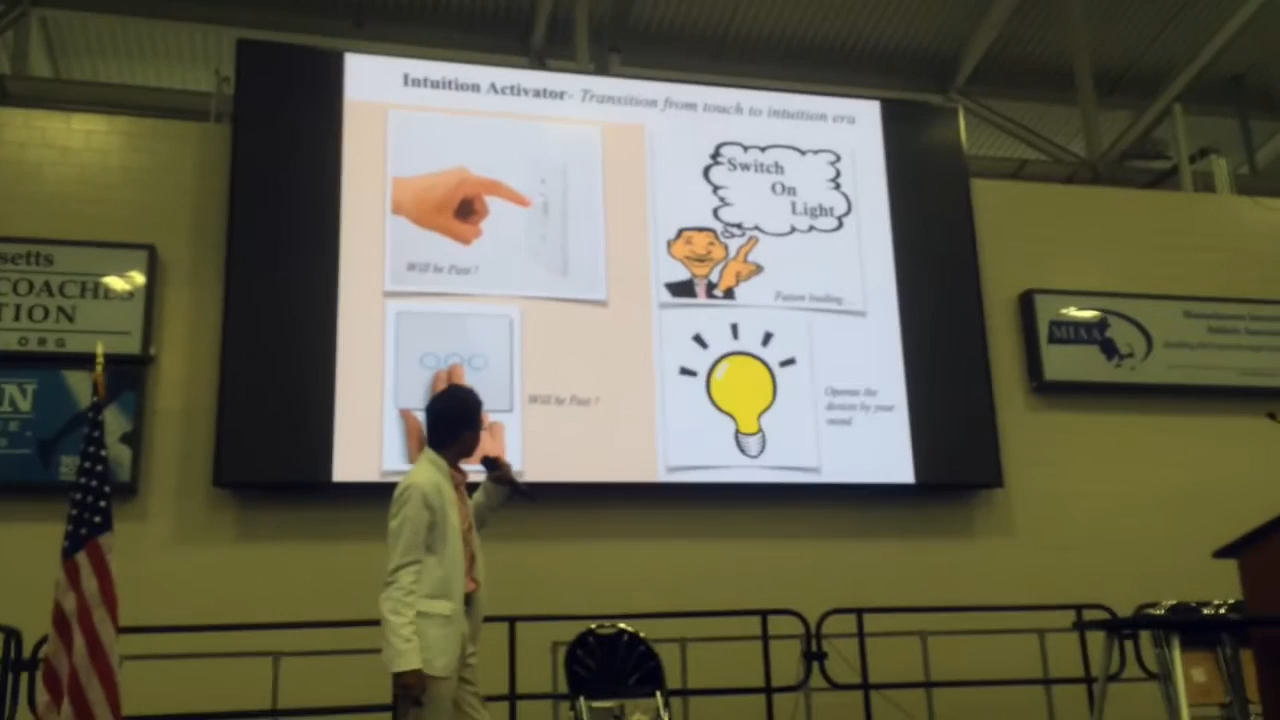 Intuition Activator- Transition from touch to intuition era
Switch
On
Light
Will be Past ?
Future leading
Will be Past ?
Operate the
devices by your
mind
setts
COACHES
TION
ORG
N
MIAA